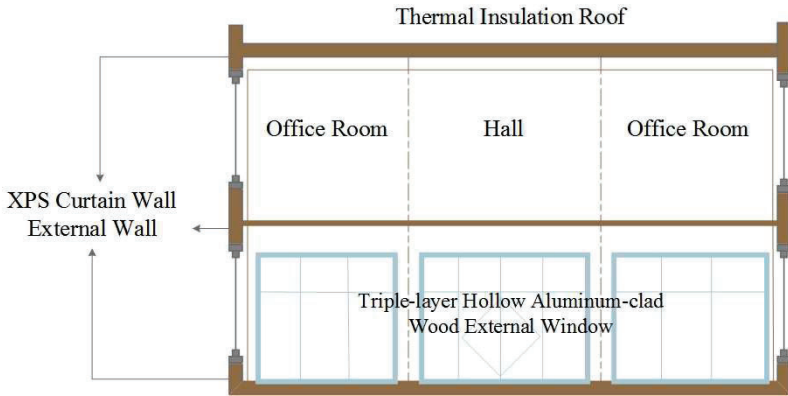 Thermal Insulation Roof
Office Room
Hall
Office Room
XPS Curtain Wall
External Wall
Triple-layer Hollow Aluminum-clad
Wood External Window